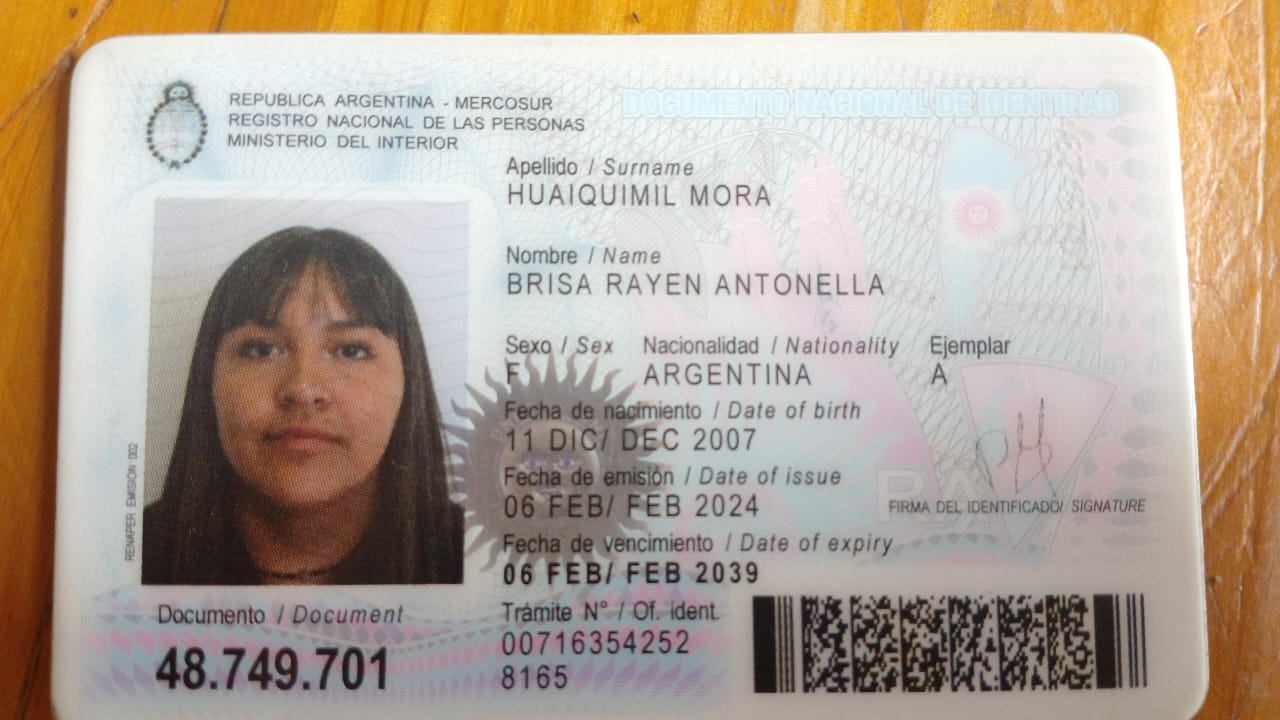 REPUBLICA ARGENTINA - MERCOSUR
REGISTRO NACIONAL DE LAS PERSONAS
MINISTERIO DEL INTERIOR
DOCUMENTO NACIONAL DE IDENTIDAD
Apellido / Surname
HUAIQUIMIL MORA
Nombre / Name
BRISA RAYEN ANTONELLA
Sexo / Sex Nacionalidad / Nationality Ejemplar
F ARGENTINA A
Fecha de nacimiento / Date of birth
11 DIC/ DEC 2007
Fecha de emisión / Date of issue
06 FEB/ FEB 2024
FIRMA DEL IDENTIFICADO/ SIGNATURE
Fecha de vencimiento / Date of expiry
06 FEB/ FEB 2039
RENAPER EMISIÓN 002
Documento / Document
48.749.701
Trámite N° / Of. ident.
00716354252
8165